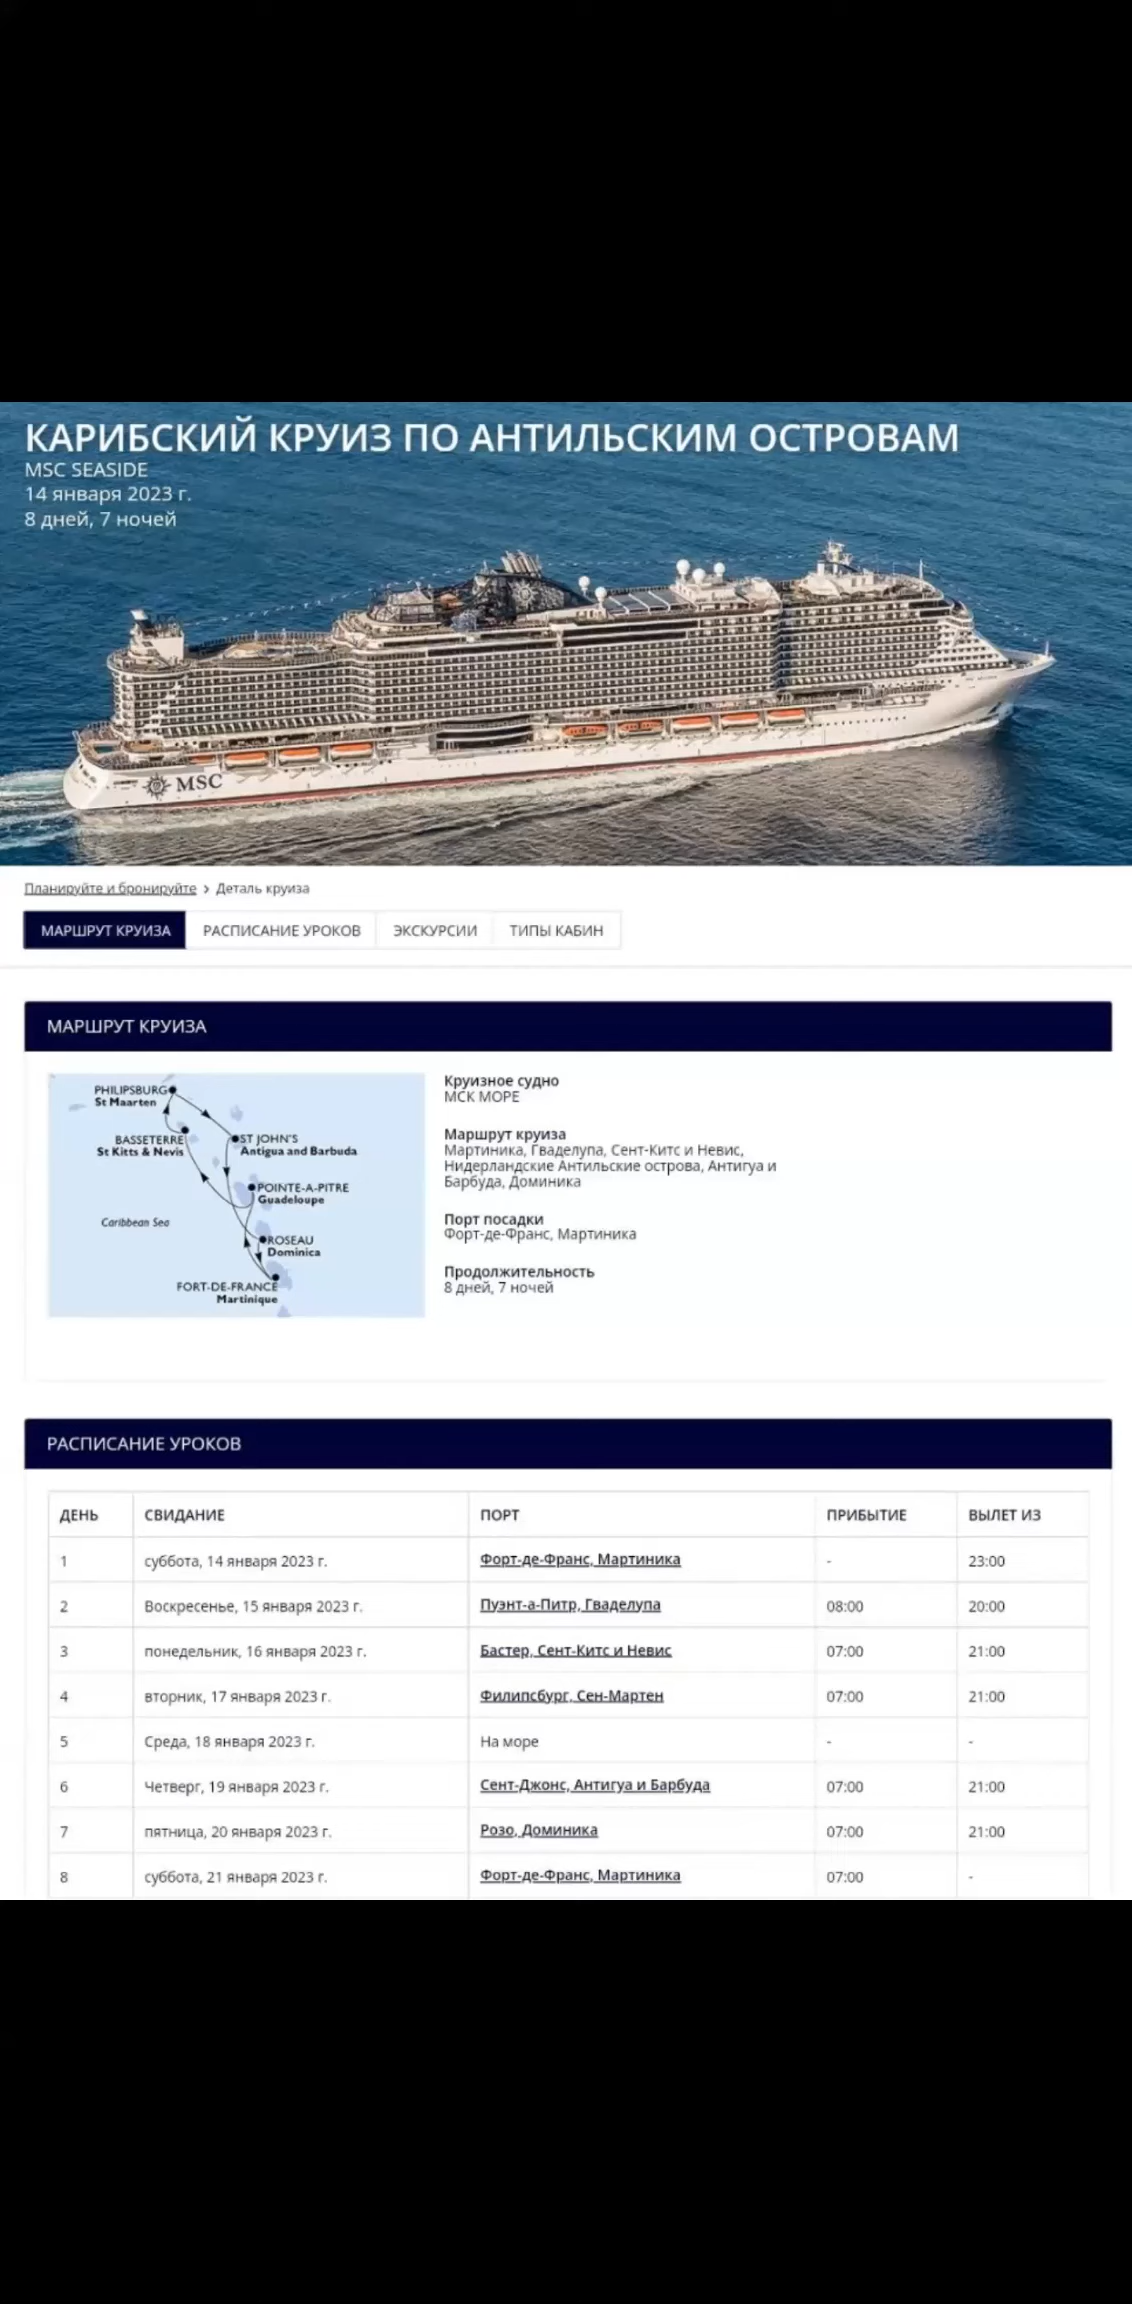 КАРИБСКИЙ КРУИЗ ПО АНТИЛЬСКИМ ОСТРОВАМ
MSC SEASIDE
14 января 2023 г.
8 дней, 7 ночей
MSC
Планируйте и бронируйте › Деталь круиза
МАРШРУТ КРУИЗА РАСПИСАНИЕ УРОКОВ ЭКСКУРСИИ ТИПЫ КАБИН
МАРШРУТ КРУИЗА
PHILIPSBURG
St Maarten
BASSETERRE
St Kitts & Nevis
ST JOHN'S
Antigua and Barbuda
POINTE-A-PITRE
Guadeloupe
Caribbean Sea
ROSEAU
Dominica
FORT-DE-FRANCE
Martinique
Круизное судно
МСК МОРЕ
Маршрут круиза
Мартиника, Гваделупа, Сент-Китс и Невис,
Нидерландские Антильские острова, Антигуа и
Барбуда, Доминика
Порт посадки
Форт-де-Франс, Мартиника
Продолжительность
8 дней, 7 ночей
РАСПИСАНИЕ УРОКОВ
ДЕНЬ СВИДАНИЕ ПОРТ ПРИБЫТИЕ ВЫЛЕТ ИЗ
1 суббота, 14 января 2023 г. Форт-де-Франс, Мартиника - 23:00
2 Воскресенье, 15 января 2023 г. Пуэнт-а-Питр, Гваделупа 08:00 20:00
3 понедельник, 16 января 2023 г. Бастер, Сент-Китс и Невис 07:00 21:00
4 вторник, 17 января 2023 г. Филипсбург, Сен-Мартен 07:00 21:00
5 Среда, 18 января 2023 г. На море - -
6 Четверг, 19 января 2023 г. Сент-Джонс, Антигуа и Барбуда 07:00 21:00
7 пятница, 20 января 2023 г. Розо, Доминика 07:00 21:00
8 суббота, 21 января 2023 г. Форт-де-Франс, Мартиника 07:00 -